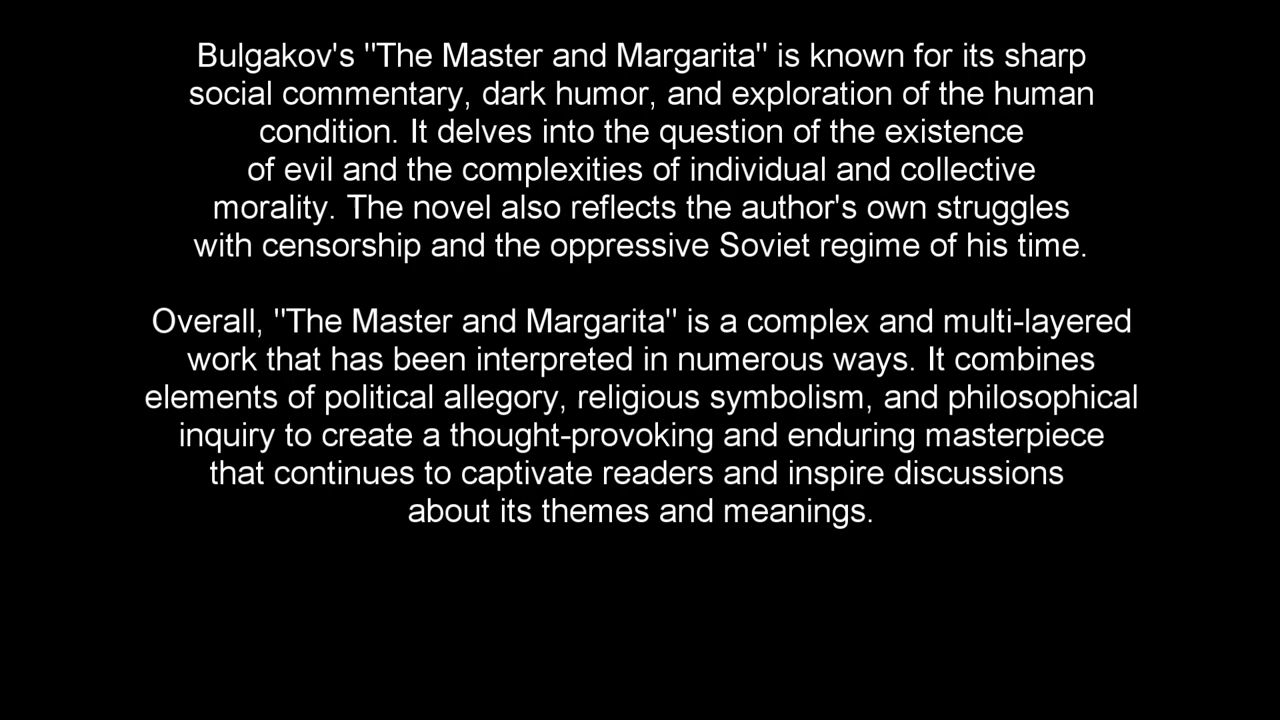 Bulgakov's "The Master and Margarita" is known for its sharp
social commentary, dark humor, and exploration of the human
condition. It delves into the question of the existence
of evil and the complexities of individual and collective
morality. The novel also reflects the author's own struggles
with censorship and the oppressive Soviet regime of his time.
Overall, "The Master and Margarita" is a complex and multi-layered
work that has been interpreted in numerous ways. It combines
elements of political allegory, religious symbolism, and philosophical
inquiry to create a thought-provoking and enduring masterpiece
that continues to captivate readers and inspire discussions
about its themes and meanings.